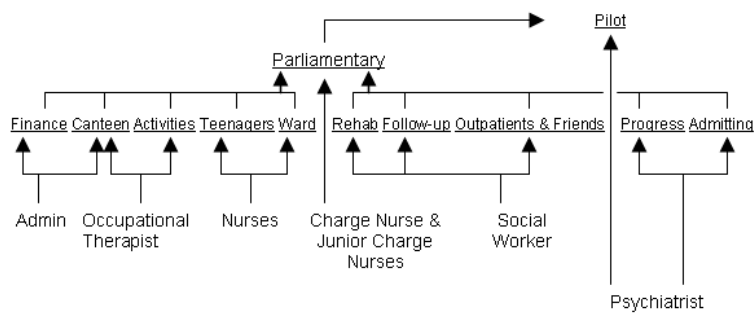 Pilot
Parliamentary
Finance Canteen Activities Teenagers Ward Rehab Follow-up Outpatients & Friends Progress Admitting
Admin Occupational Nurses Charge Nurse & Social
Therapist Junior Charge Worker
Nurses
Psychiatrist